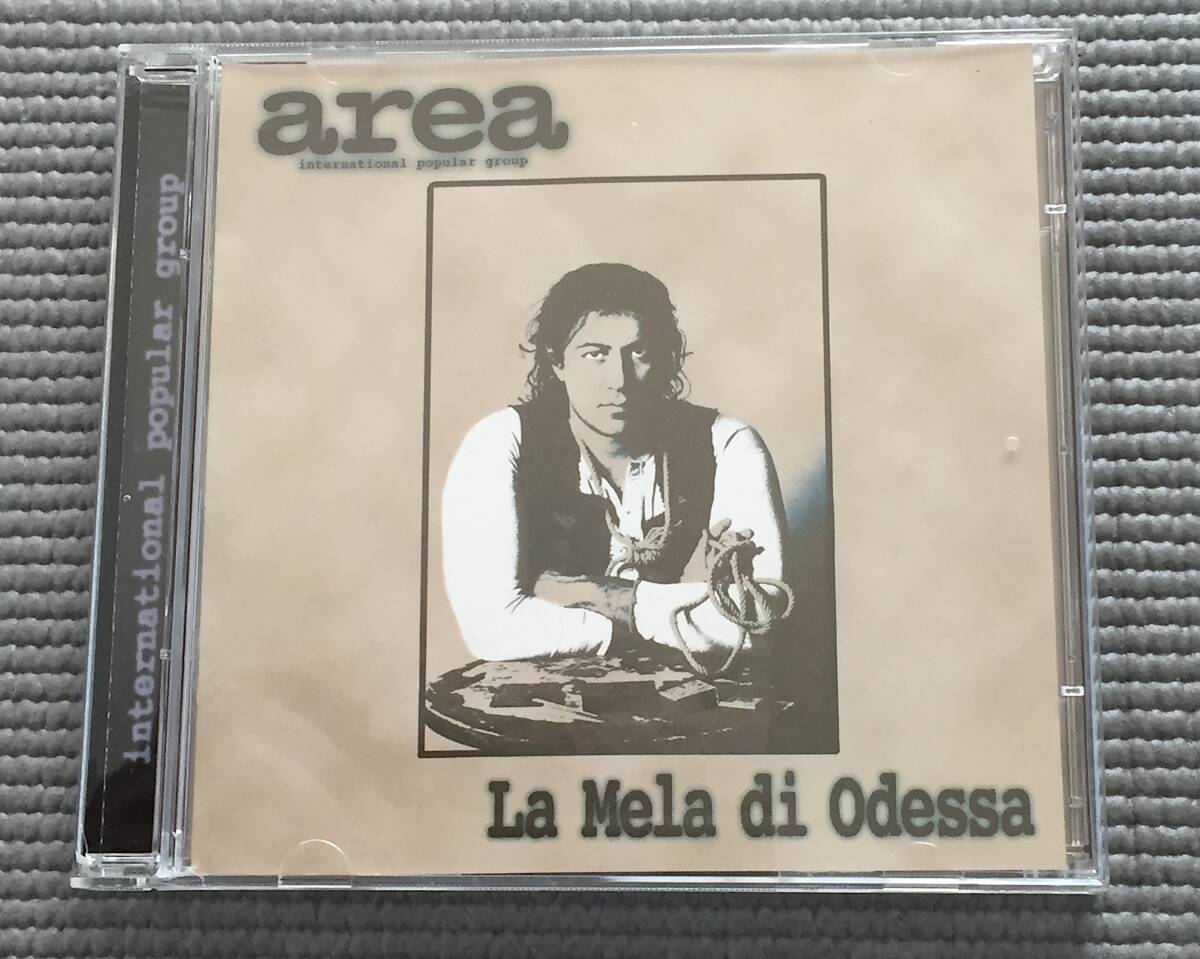 area
international popular group
international popular group
La Mela di Odessa